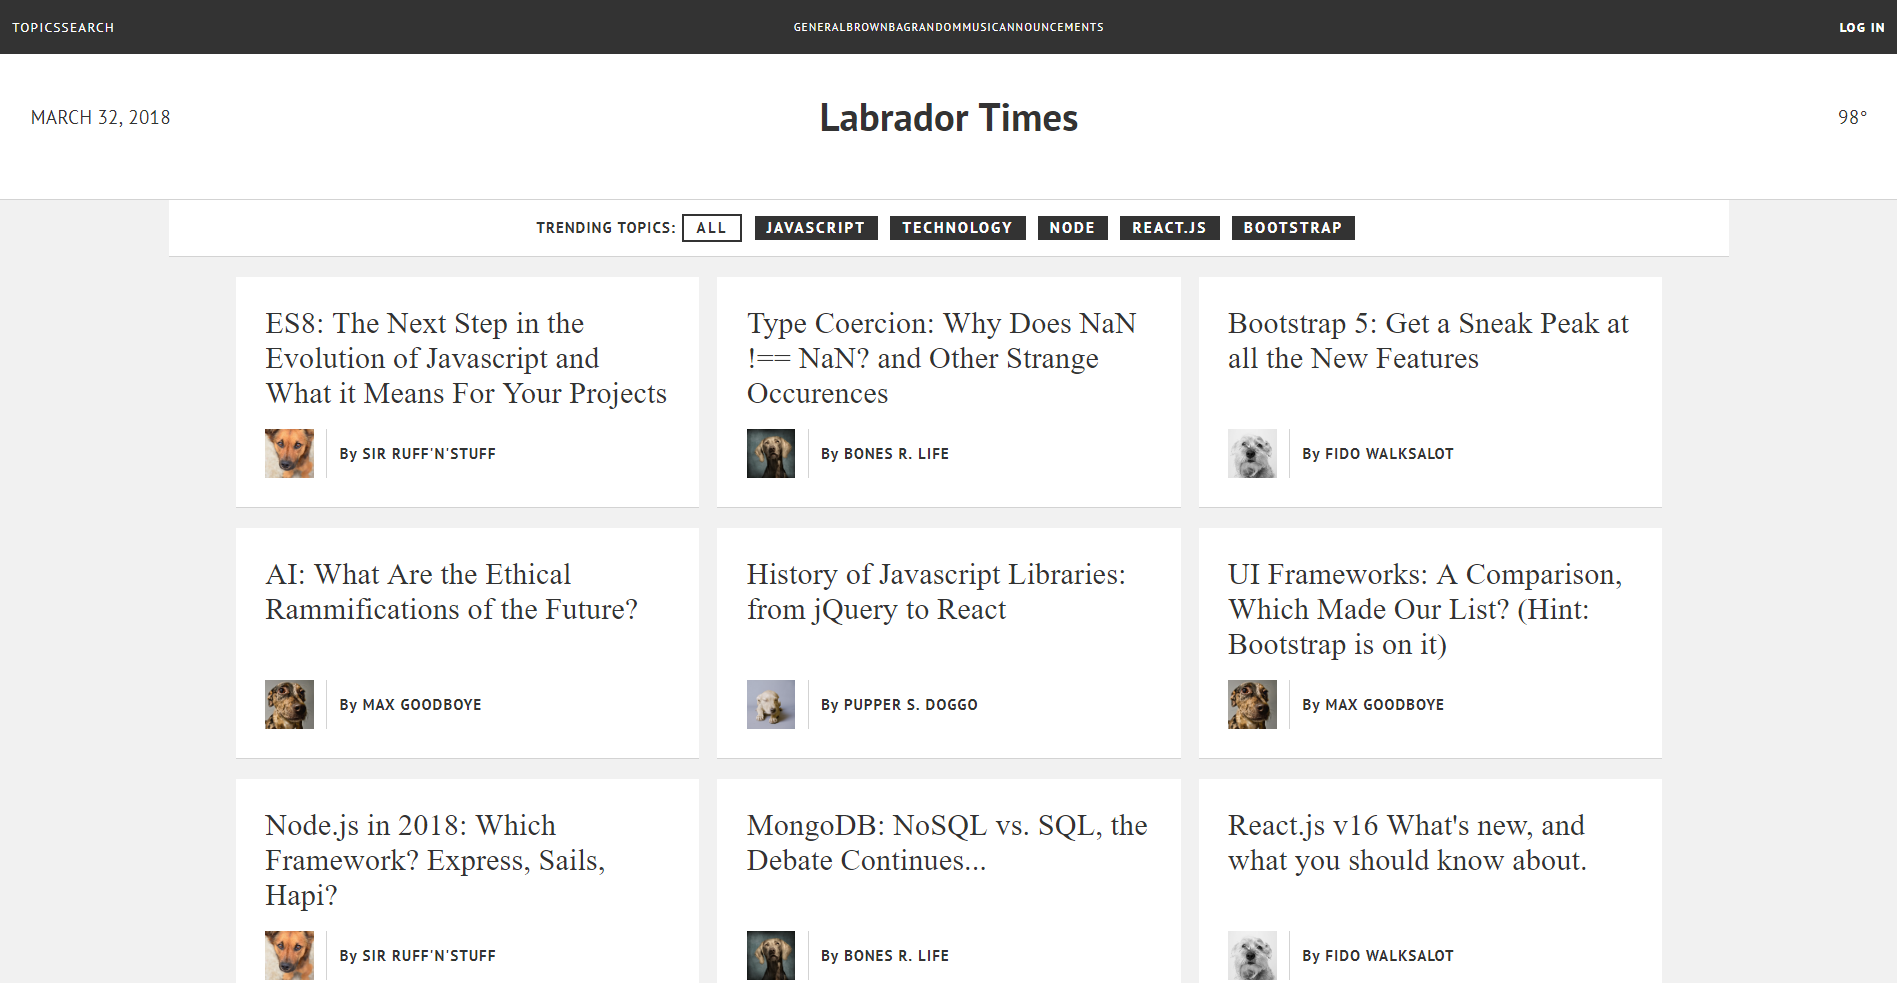 TOPICSSEARCH GENERALBROWNBAGRANDOMMUSICANNOUNCEMENTS LOG IN
MARCH 32, 2018 Labrador Times 98°
TRENDING TOPICS: ALL JAVASCRIPT TECHNOLOGY NODE REACT.JS BOOTSTRAP
ES8: The Next Step in the
Evolution of Javascript and
What it Means For Your Projects
By SIR RUFF'N'STUFF
Type Coercion: Why Does NaN
!== NaN? and Other Strange
Occurences
By BONES R. LIFE
Bootstrap 5: Get a Sneak Peak at
all the New Features
By FIDO WALKSALOT
AI: What Are the Ethical
Rammifications of the Future?
By MAX GOODBOYE
History of Javascript Libraries:
from jQuery to React
By PUPPER S. DOGGO
UI Frameworks: A Comparison,
Which Made Our List? (Hint:
Bootstrap is on it)
By MAX GOODBOYE
Node.js in 2018: Which
Framework? Express, Sails,
Hapi?
By SIR RUFF'N'STUFF
MongoDB: NoSQL vs. SQL, the
Debate Continues...
By BONES R. LIFE
React.js v16 What's new, and
what you should know about.
By FIDO WALKSALOT